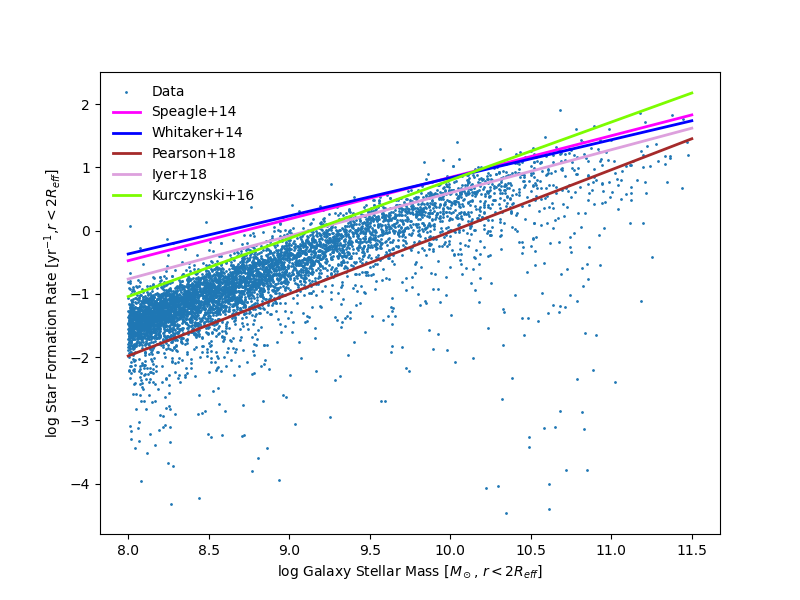 Data
Speagle+14
Whitaker+14
Pearson+18
Iyer+18
Kurczynski+16
2
1
0
−1
−2
−3
−4
log Star Formation Rate [yr⁻¹, r < 2R_eff]
8.0 8.5 9.0 9.5 10.0 10.5 11.0 11.5
log Galaxy Stellar Mass [M_⊙, r < 2R_eff]